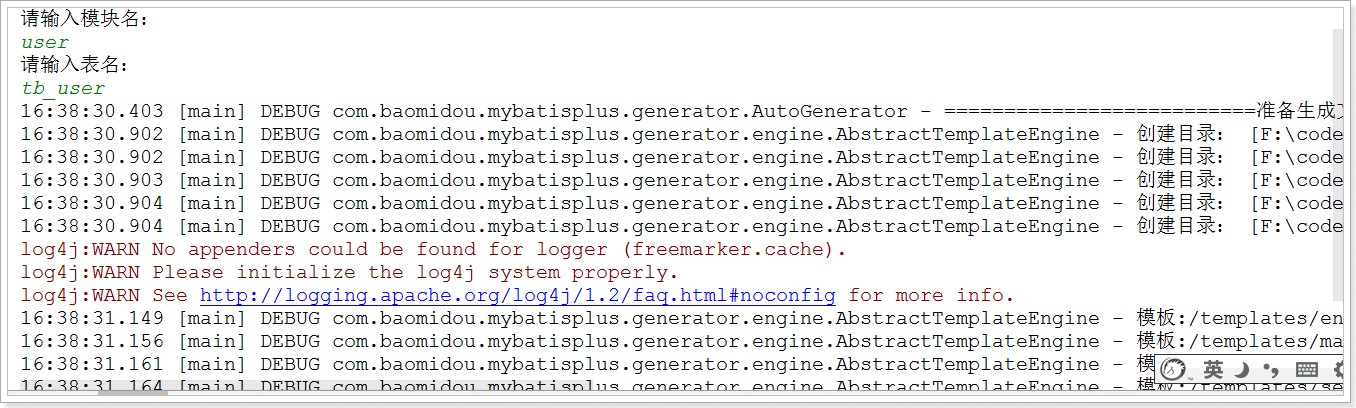 请输入模块名：
user
请输入表名：
tb_user
16:38:30.403 [main] DEBUG com.baomidou.mybatisplus.generator.AutoGenerator - ==========================准备生成文
16:38:30.902 [main] DEBUG com.baomidou.mybatisplus.generator.engine.AbstractTemplateEngine - 创建目录： [F:\code
16:38:30.902 [main] DEBUG com.baomidou.mybatisplus.generator.engine.AbstractTemplateEngine - 创建目录： [F:\code
16:38:30.903 [main] DEBUG com.baomidou.mybatisplus.generator.engine.AbstractTemplateEngine - 创建目录： [F:\code
16:38:30.904 [main] DEBUG com.baomidou.mybatisplus.generator.engine.AbstractTemplateEngine - 创建目录： [F:\code
16:38:30.904 [main] DEBUG com.baomidou.mybatisplus.generator.engine.AbstractTemplateEngine - 创建目录： [F:\code
log4j:WARN No appenders could be found for logger (freemarker.cache).
log4j:WARN Please initialize the log4j system properly.
log4j:WARN See http://logging.apache.org/log4j/1.2/faq.html#noconfig for more info.
16:38:31.149 [main] DEBUG com.baomidou.mybatisplus.generator.engine.AbstractTemplateEngine - 模板:/templates/en
16:38:31.156 [main] DEBUG com.baomidou.mybatisplus.generator.engine.AbstractTemplateEngine - 模板:/templates/ma
16:38:31.161 [main] DEBUG com.baomidou.mybatisplus.generator.engine.AbstractTemplateEngine - 模
英
16:38:31.164 [main] DEBUG com.baomidou.mybatisplus.generator.engine.AbstractTemplateEngine - 模板:/templates/se